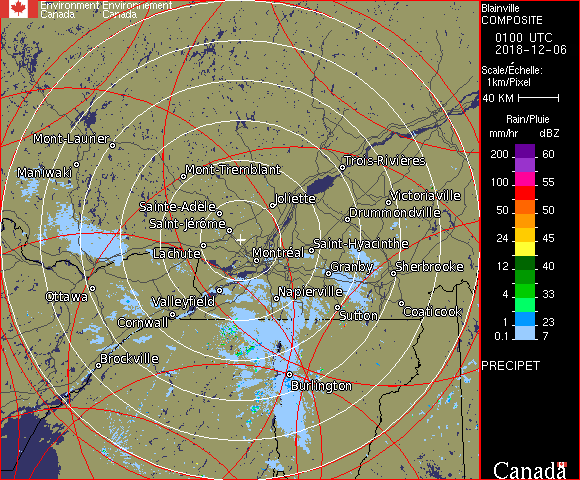 Environment Environnement
Canada Canada
Blainville
COMPOSITE
0100 UTC
2018-12-06
Scale/Échelle:
1km/Pixel
40 KM
Rain/Pluie
mm/hr dBZ
200 60
100 55
50 50
24 45
12 40
4 33
1 23
0.1 7
PRECIPET
Canada
Mont-Laurier
Maniwaki
Mont-Tremblant
Trois-Rivières
Sainte-Adèle
Joliette
Victoriaville
Saint-Jérôme
Drummondville
Lachute
Montréal
Saint-Hyacinthe
Granby
Sherbrooke
Ottawa
Valleyfield
Napierville
Cornwall
Sutton
Coaticook
Brockville
Burlington